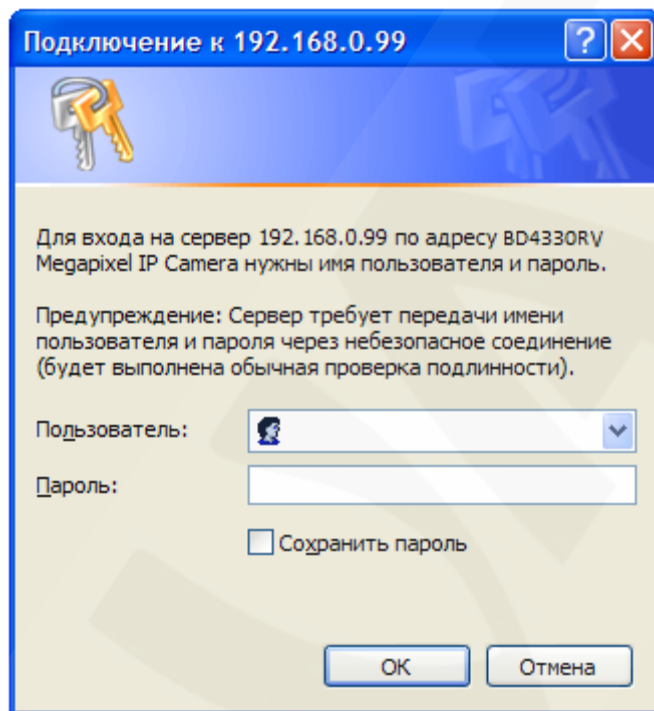 Подключение к 192.168.0.99
Для входа на сервер 192.168.0.99 по адресу BD4330RV
Megapixel IP Camera нужны имя пользователя и пароль.
Предупреждение: Сервер требует передачи имени
пользователя и пароля через небезопасное соединение
(будет выполнена обычная проверка подлинности).
Пользователь:
Пароль:
Сохранить пароль
ОК Отмена